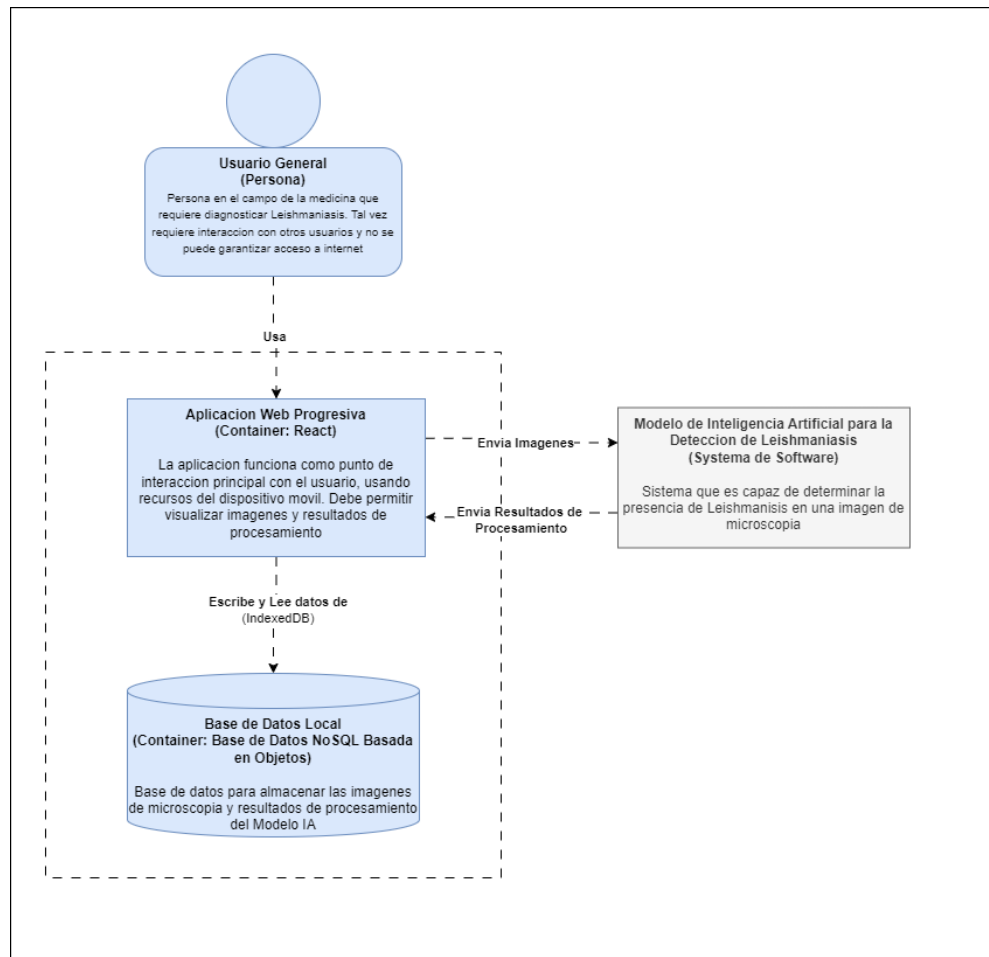 Usuario General
(Persona)
Persona en el campo de la medicina que
requiere diagnosticar Leishmaniasis. Tal vez
requiere interaccion con otros usuarios y no se
puede garantizar acceso a internet
Usa
Aplicacion Web Progresiva
(Container: React)
La aplicacion funciona como punto de
interaccion principal con el usuario, usando
recursos del dispositivo movil. Debe permitir
visualizar imagenes y resultados de
procesamiento
Envia Imagenes
Envia Resultados de
Procesamiento
Modelo de Inteligencia Artificial para la
Deteccion de Leishmaniasis
(Systema de Software)
Sistema que es capaz de determinar la
presencia de Leishmanisis en una imagen de
microscopia
Escribe y Lee datos de
(IndexedDB)
Base de Datos Local
(Container: Base de Datos NoSQL Basada
en Objetos)
Base de datos para almacenar las imagenes
de microscopia y resultados de procesamiento
del Modelo IA